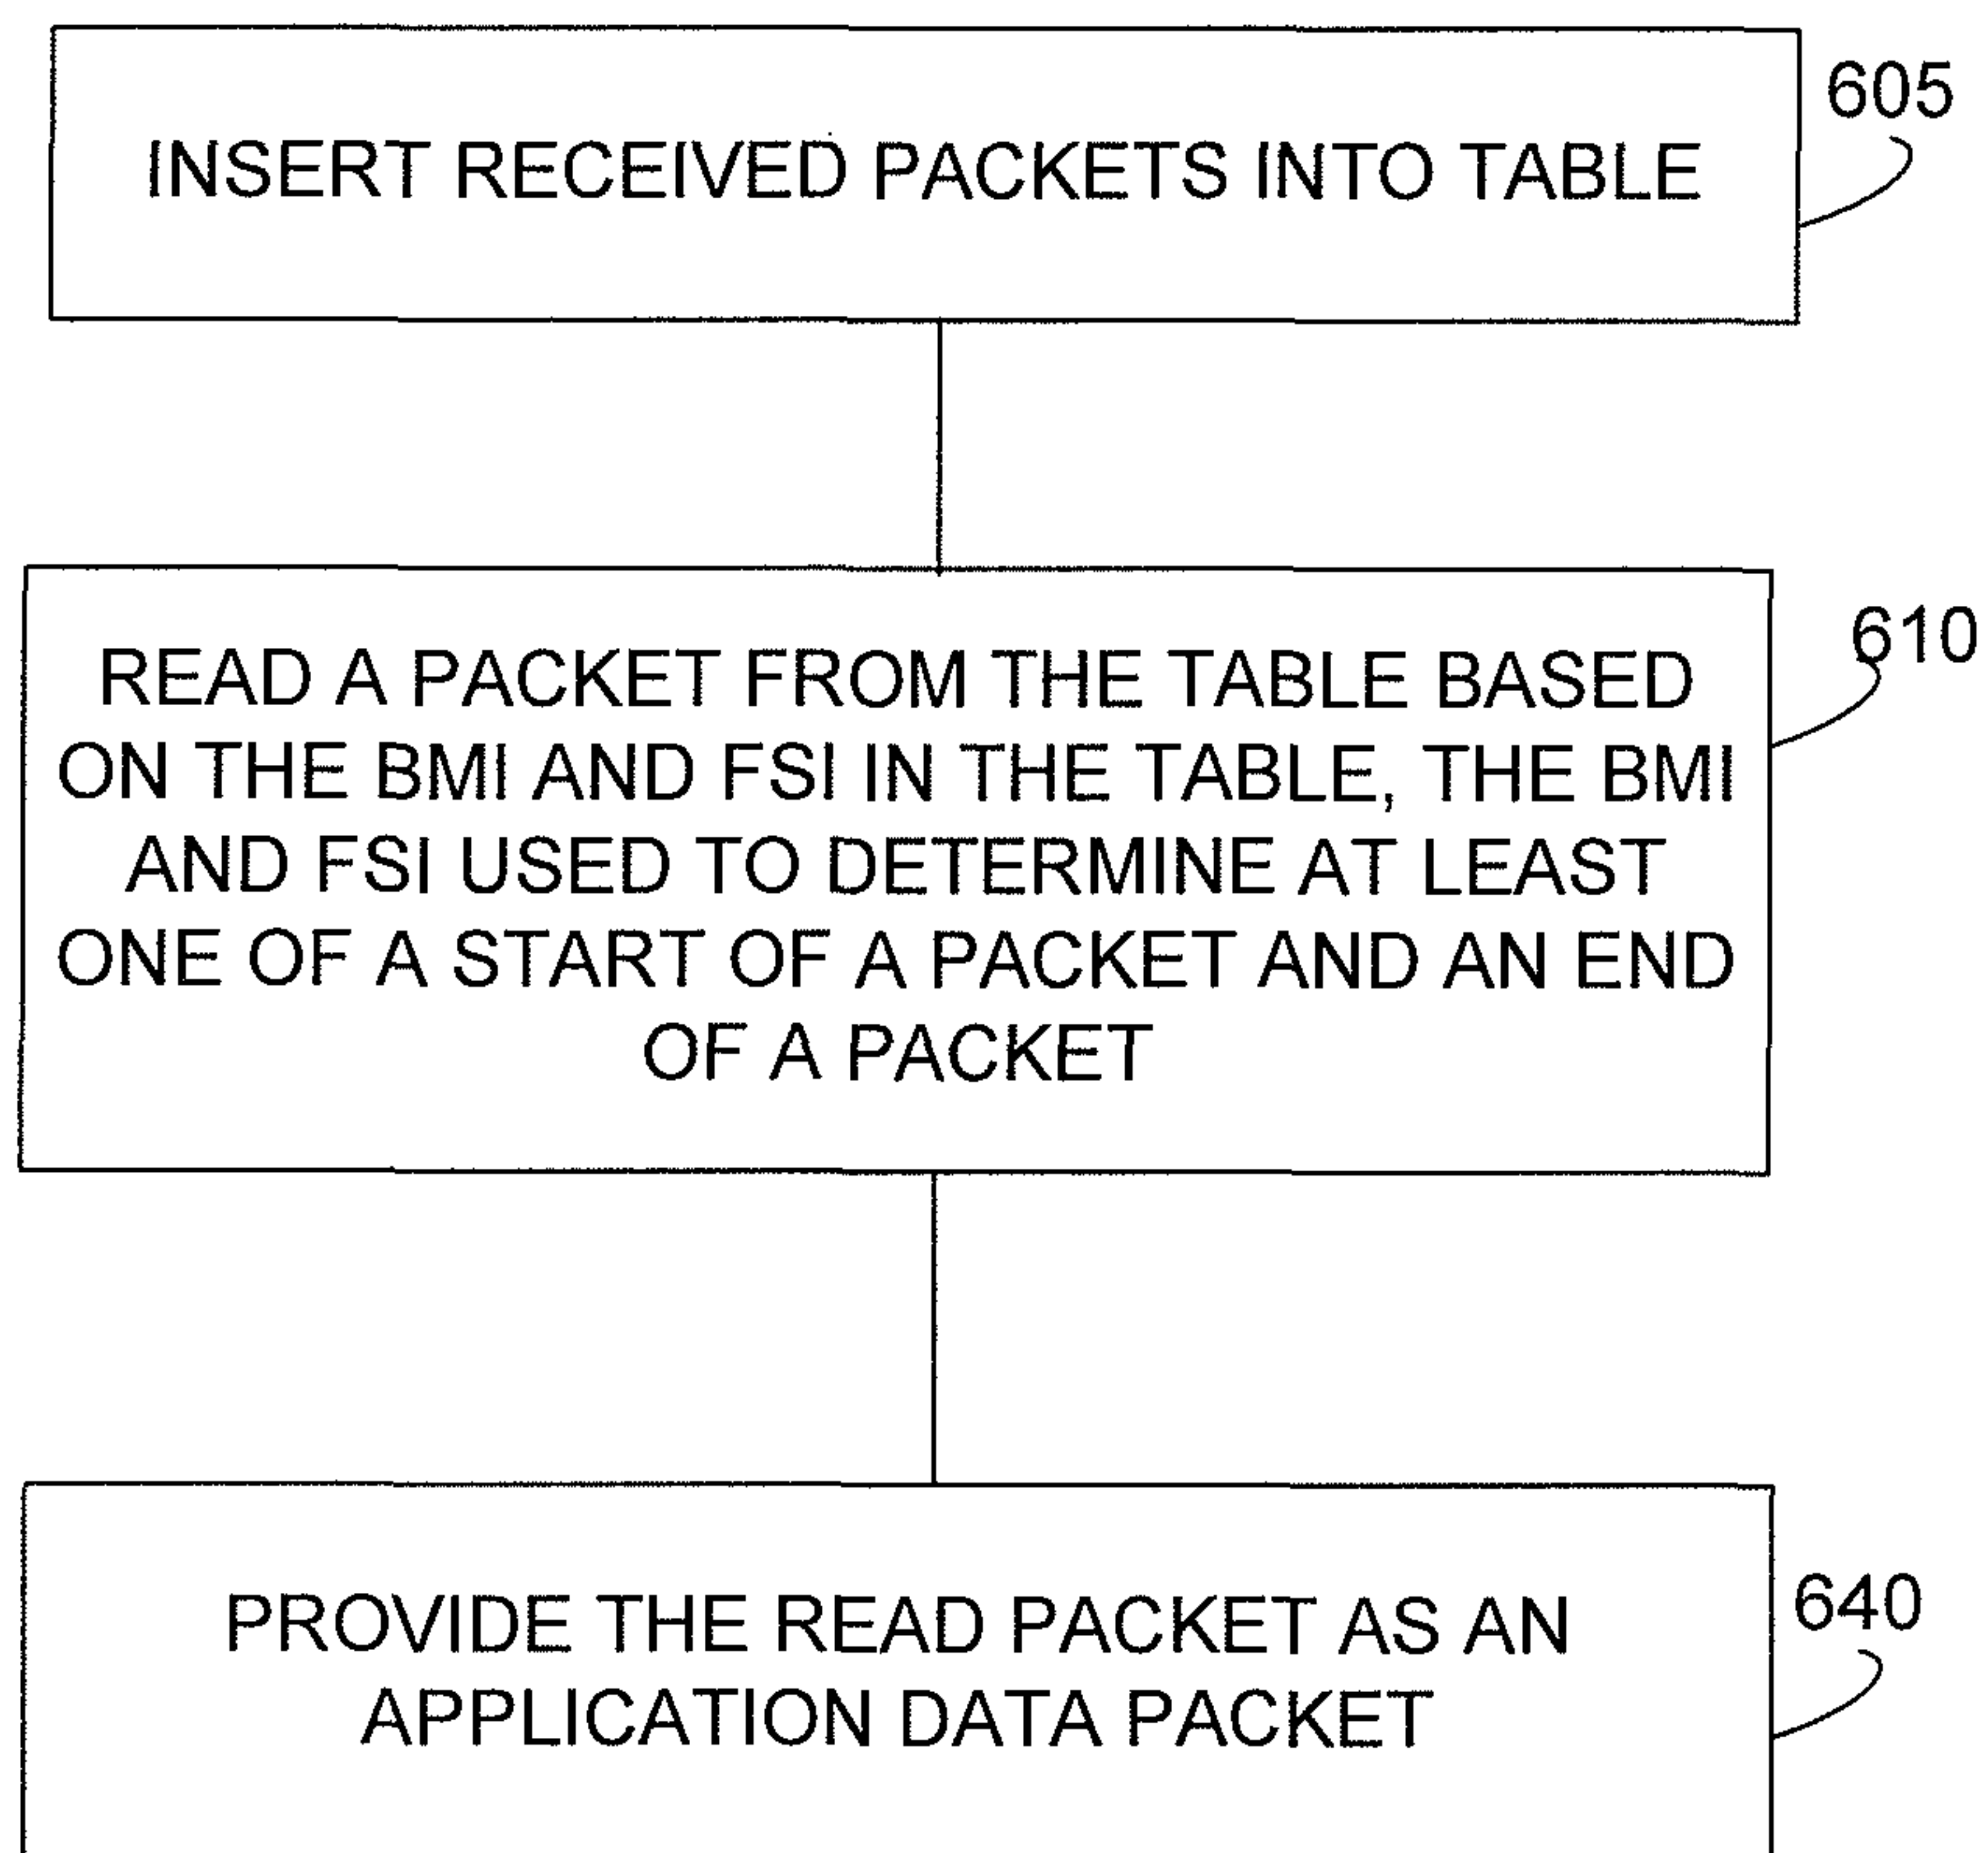 605
INSERT RECEIVED PACKETS INTO TABLE
610
READ A PACKET FROM THE TABLE BASED
ON THE BMI AND FSI IN THE TABLE, THE BMI
AND FSI USED TO DETERMINE AT LEAST
ONE OF A START OF A PACKET AND AN END
OF A PACKET
640
PROVIDE THE READ PACKET AS AN
APPLICATION DATA PACKET